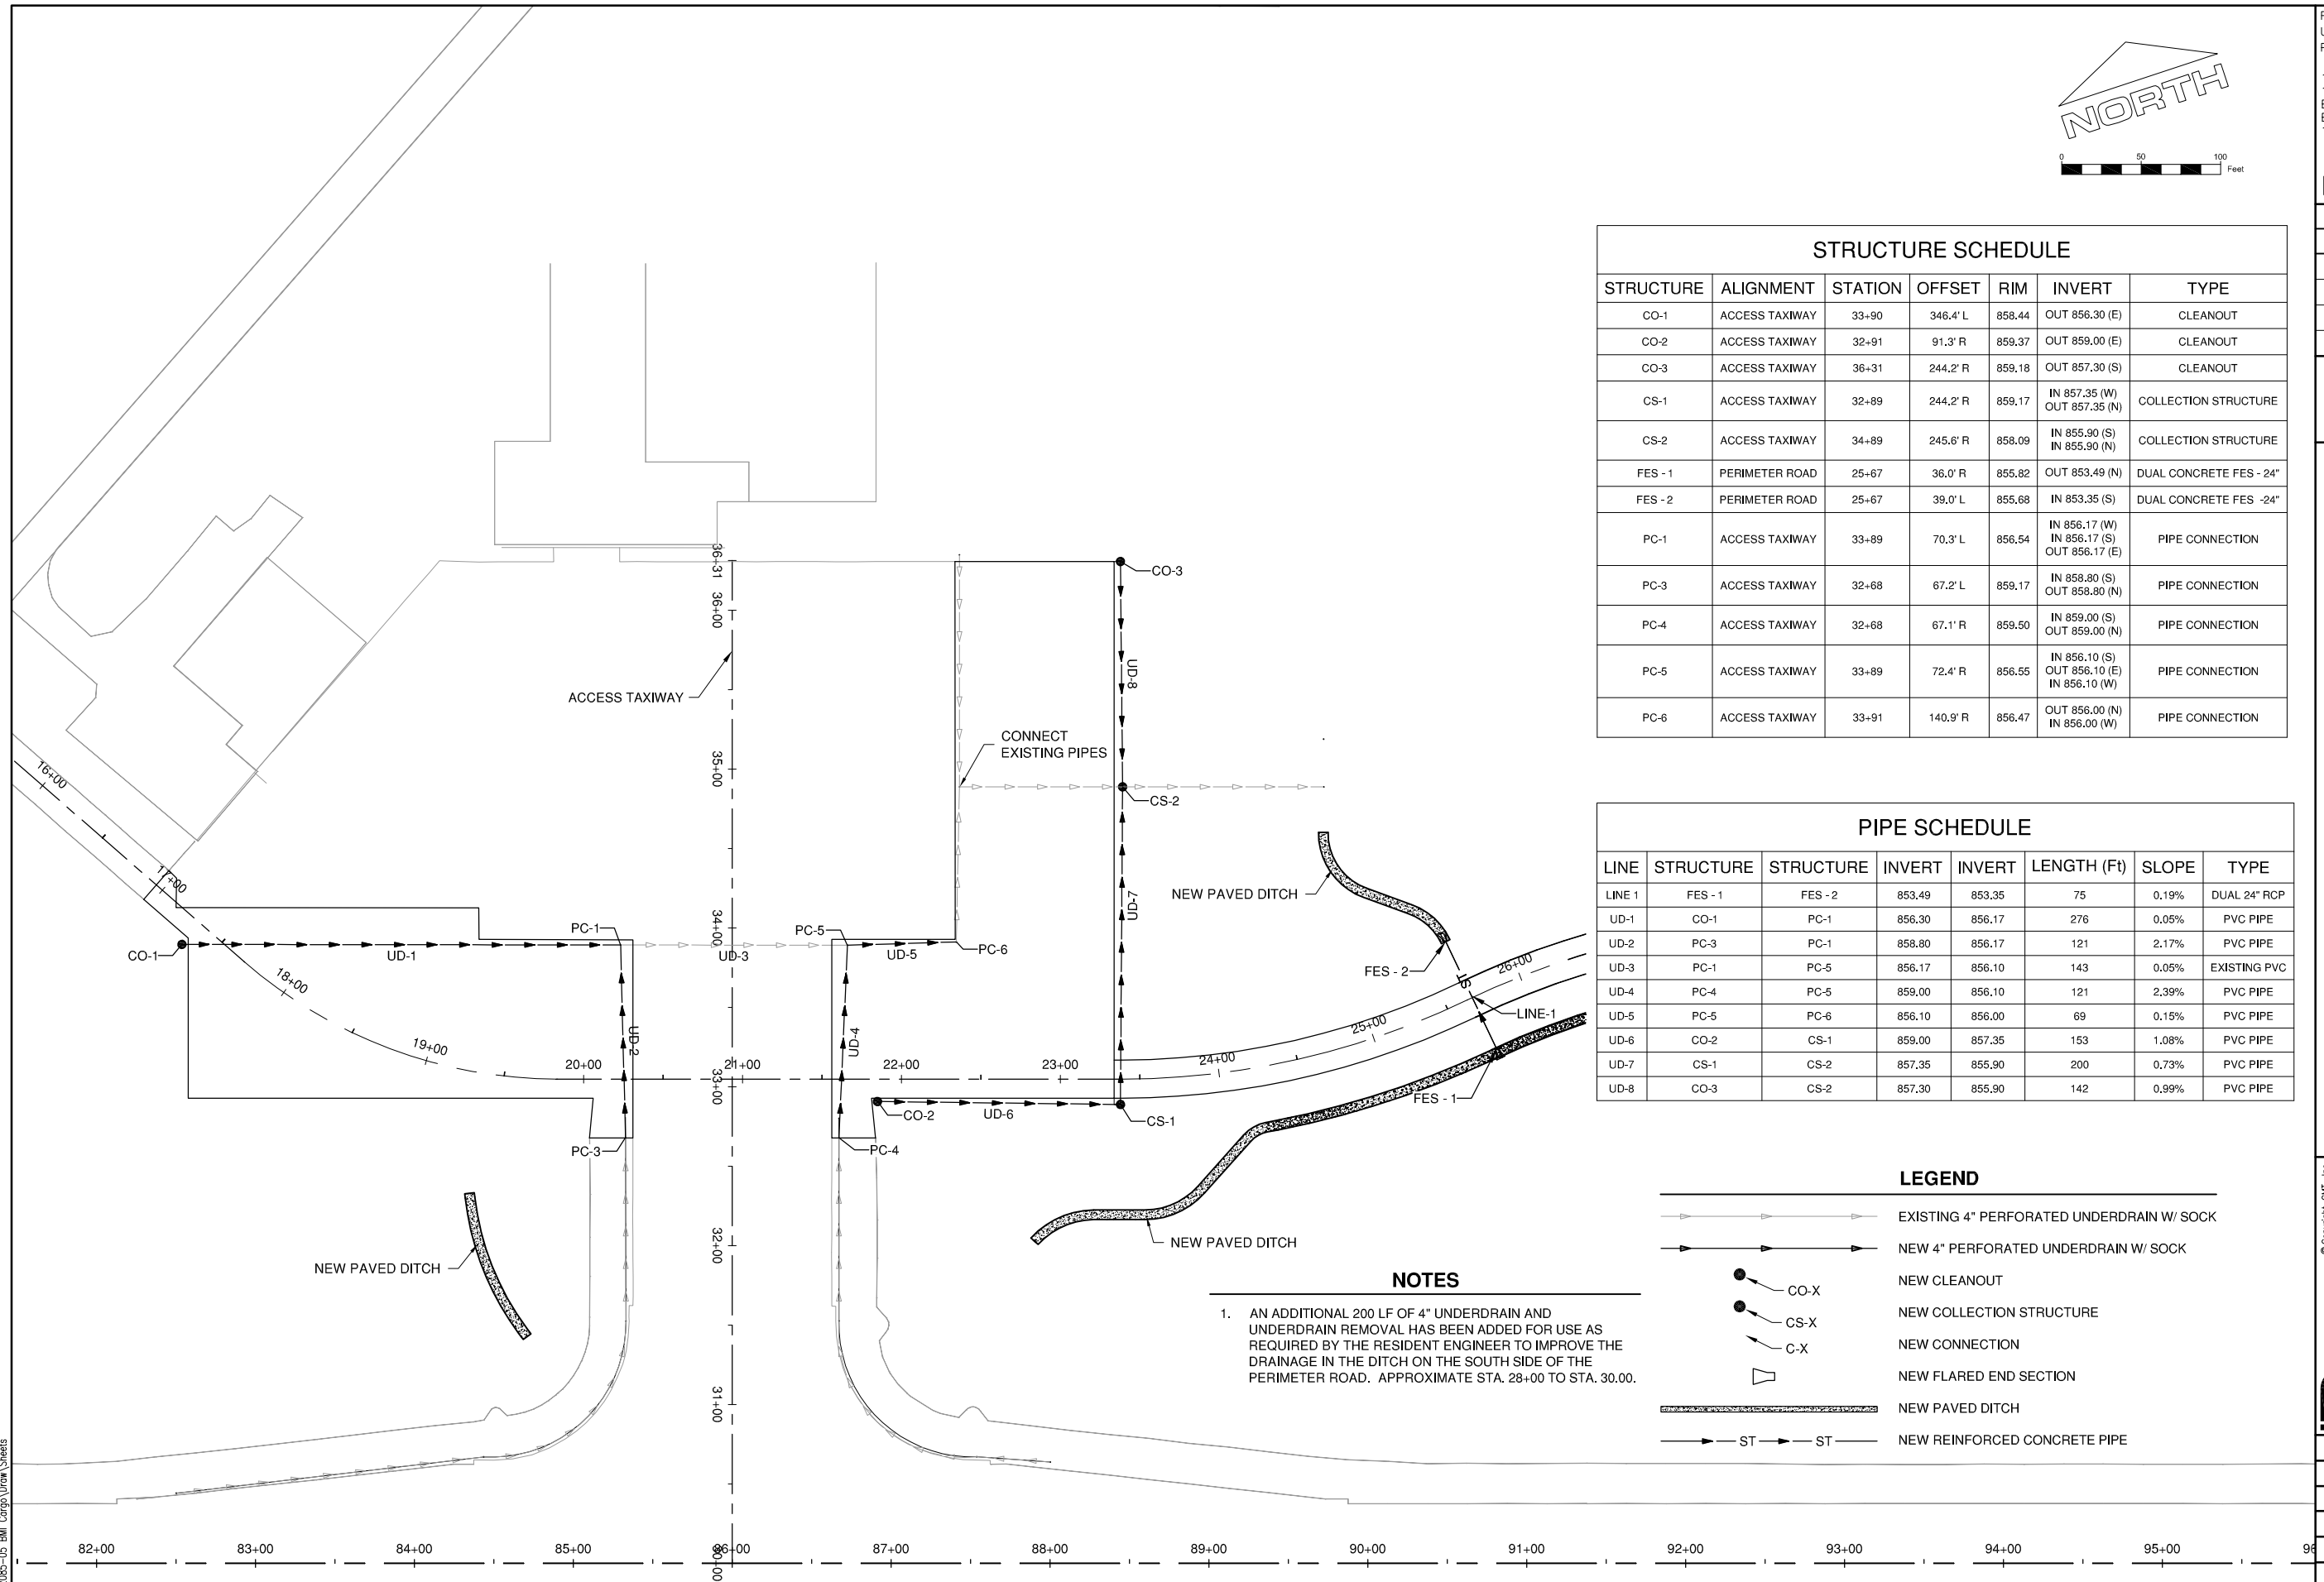 NORTH
0 50 100
Feet
STRUCTURE SCHEDULE
STRUCTURE ALIGNMENT STATION OFFSET RIM INVERT TYPE
CO-1 ACCESS TAXIWAY 33+90 346.4' L 858.44 OUT 856.30 (E) CLEANOUT
CO-2 ACCESS TAXIWAY 32+91 91.3' R 859.37 OUT 859.00 (E) CLEANOUT
CO-3 ACCESS TAXIWAY 36+31 244.2' R 859.18 OUT 857.30 (S) CLEANOUT
CS-1 ACCESS TAXIWAY 32+89 244.2' R 859.17 IN 857.35 (W) OUT 857.35 (N) COLLECTION STRUCTURE
CS-2 ACCESS TAXIWAY 34+89 245.6' R 858.09 IN 855.90 (S) IN 855.90 (N) COLLECTION STRUCTURE
FES - 1 PERIMETER ROAD 25+67 36.0' R 855.82 OUT 853.49 (N) DUAL CONCRETE FES - 24"
FES - 2 PERIMETER ROAD 25+67 39.0' L 855.68 IN 853.35 (S) DUAL CONCRETE FES -24"
PC-1 ACCESS TAXIWAY 33+89 70.3' L 856.54 IN 856.17 (W) IN 856.17 (S) OUT 856.17 (E) PIPE CONNECTION
PC-3 ACCESS TAXIWAY 32+68 67.2' L 859.17 IN 858.80 (S) OUT 858.80 (N) PIPE CONNECTION
PC-4 ACCESS TAXIWAY 32+68 67.1' R 859.50 IN 859.00 (S) OUT 859.00 (N) PIPE CONNECTION
PC-5 ACCESS TAXIWAY 33+89 72.4' R 856.55 IN 856.10 (S) OUT 856.10 (E) IN 856.10 (W) PIPE CONNECTION
PC-6 ACCESS TAXIWAY 33+91 140.9' R 856.47 OUT 856.00 (N) IN 856.00 (W) PIPE CONNECTION
PIPE SCHEDULE
LINE STRUCTURE STRUCTURE INVERT INVERT LENGTH (Ft) SLOPE TYPE
LINE 1 FES - 1 FES - 2 853.49 853.35 75 0.19% DUAL 24" RCP
UD-1 CO-1 PC-1 856.30 856.17 276 0.05% PVC PIPE
UD-2 PC-3 PC-1 858.80 856.17 121 2.17% PVC PIPE
UD-3 PC-1 PC-5 856.17 856.10 143 0.05% EXISTING PVC
UD-4 PC-4 PC-5 859.00 856.10 121 2.39% PVC PIPE
UD-5 PC-5 PC-6 856.10 856.00 69 0.15% PVC PIPE
UD-6 CO-2 CS-1 859.00 857.35 153 1.08% PVC PIPE
UD-7 CS-1 CS-2 857.35 855.90 200 0.73% PVC PIPE
UD-8 CO-3 CS-2 857.30 855.90 142 0.99% PVC PIPE
LEGEND
EXISTING 4" PERFORATED UNDERDRAIN W/ SOCK
NEW 4" PERFORATED UNDERDRAIN W/ SOCK
CO-X NEW CLEANOUT
CS-X NEW COLLECTION STRUCTURE
C-X NEW CONNECTION
NEW FLARED END SECTION
NEW PAVED DITCH
ST ST NEW REINFORCED CONCRETE PIPE
NOTES
1. AN ADDITIONAL 200 LF OF 4" UNDERDRAIN AND
UNDERDRAIN REMOVAL HAS BEEN ADDED FOR USE AS
REQUIRED BY THE RESIDENT ENGINEER TO IMPROVE THE
DRAINAGE IN THE DITCH ON THE SOUTH SIDE OF THE
PERIMETER ROAD. APPROXIMATE STA. 28+00 TO STA. 30.00.
36+31
36+00
35+00
34+00
33+00
32+00
31+00
CO-3
UD-8
ACCESS TAXIWAY
CONNECT
EXISTING PIPES
CS-2
UD-7
NEW PAVED DITCH
16+00
17+00
18+00
19+00
20+00
21+00
22+00
23+00
24+00
25+00
26+00
CO-1
UD-1
PC-1
UD-3
PC-5
UD-5
PC-6
UD-2
UD-4
FES - 2
ST
LINE-1
FES - 1
CO-2
UD-6
CS-1
PC-3
PC-4
NEW PAVED DITCH
NEW PAVED DITCH
82+00 83+00 84+00 85+00 86+00 87+00 88+00 89+00 90+00 91+00 92+00 93+00 94+00 95+00